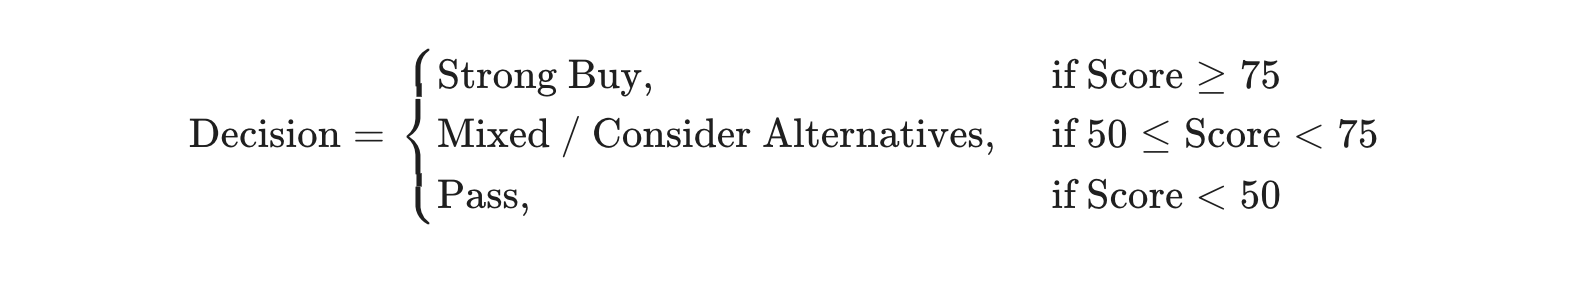 Decision = { Strong Buy, if Score ≥ 75
Mixed / Consider Alternatives, if 50 ≤ Score < 75
Pass, if Score < 50